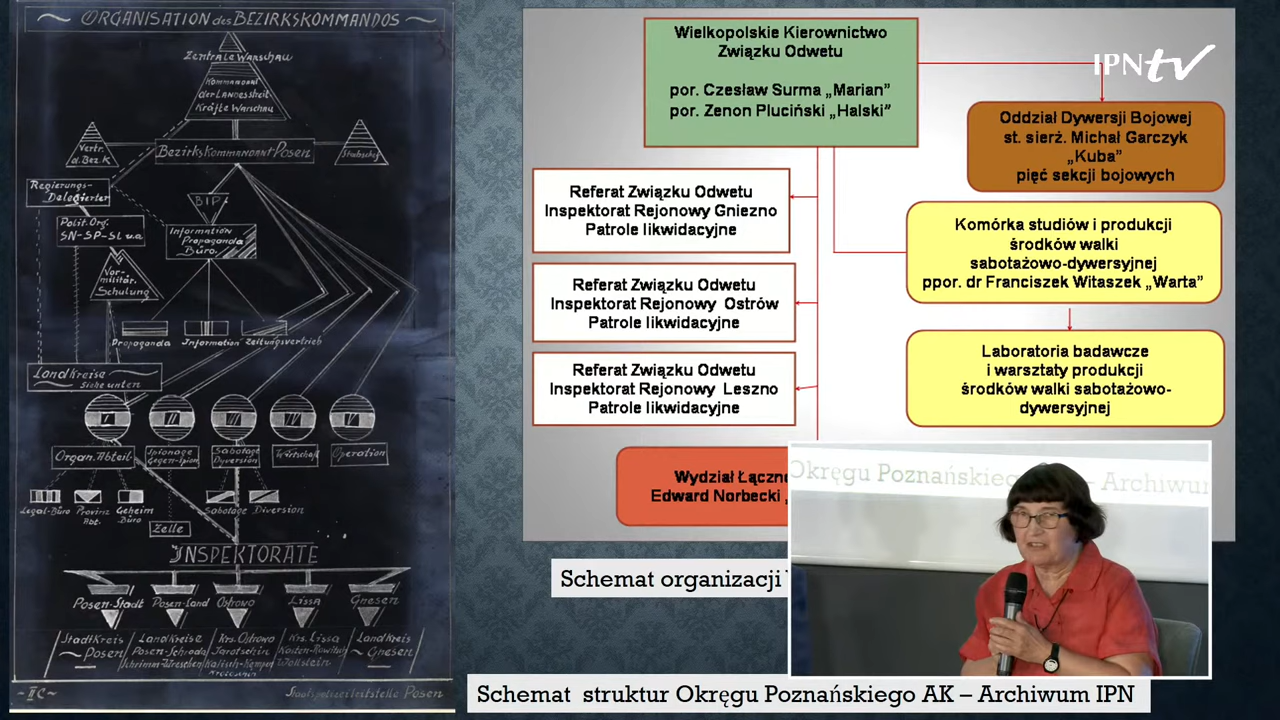 ORGANISATION des BEZIRKSKOMMANDOS
Zentrale Warschau
Kommandant
der Landesstreit
Kräfte Warschau
Vertr.
d. Bez. K
Bezirkskommandant Posen
Stabschef
Regierungs-
Delegierter
BIP
Polit. Org.
SN-SP-SL u.a
Information
Propaganda
Büro.
Vor-
militär.
Schulung
Propaganda
Information
Zeitungsvertrieb
Landkreise
Siehe unten
Organ. Abteil
Spionage
Gegen-Spion
Sabotage
Dyversion
Wirtschaft
Operation
Legal-Büro
Provinz
Abt.
Geheim
Büro
Sabotage
Diversion
Zelle
INSPEKTORATE
Posen-Stadt
Posen-Land
Ostrowo
Lissa
Gnesen
StadtKreis
Posen
Landkreise
Posen-Schroda
Schrimm-Wreschen
Krs. Ostrowo
Jarotschin
Kalisch-Kempen
Krs. Lissa
Kosten-Rawitsch
Wollstein
Landkreis
Gnesen
II C
Staatspolizeileitstelle Posen
Wielkopolskie Kierownictwo
Związku Odwetu
por. Czesław Surma „Marian”
por. Zenon Pluciński „Halski”
IPNtv
Oddział Dywersji Bojowej
st. sierż. Michał Garczyk
„Kuba”
pięć sekcji bojowych
Referat Związku Odwetu
Inspektorat Rejonowy Gniezno
Patrole likwidacyjne
Komórka studiów i produkcji
środków walki
sabotażowo-dywersyjnej
ppor. dr Franciszek Witaszek „Warta”
Referat Związku Odwetu
Inspektorat Rejonowy Ostrów
Patrole likwidacyjne
Laboratoria badawcze
i warsztaty produkcji
środków walki sabotażowo-
dywersyjnej
Referat Związku Odwetu
Inspektorat Rejonowy Leszno
Patrole likwidacyjne
Wydział Łączno
Edward Norbecki „
Okręgu Poznańskiego – Archiwum
Schemat organizacji
Schemat struktur Okręgu Poznańskiego AK – Archiwum IPN